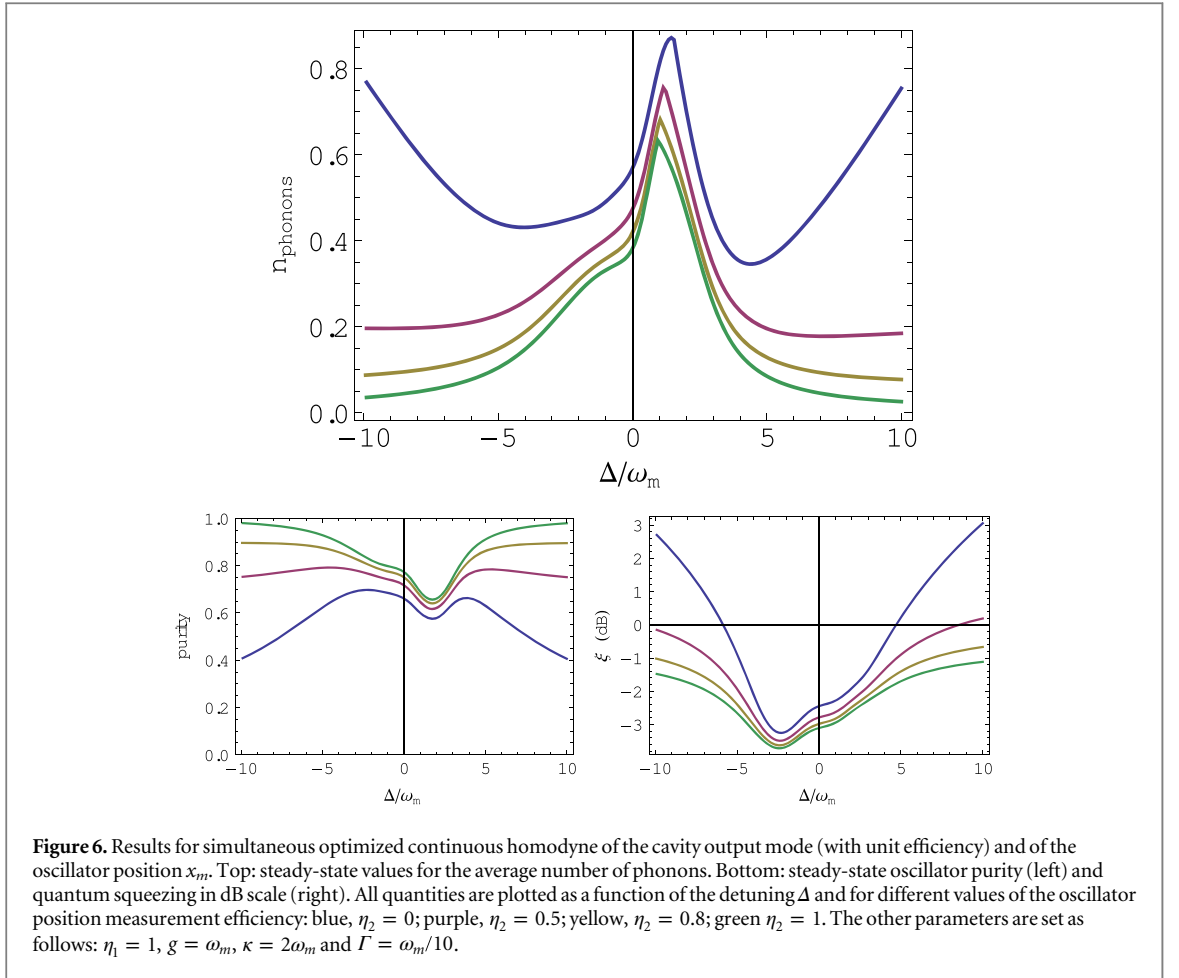 0.8
0.6
0.4
0.2
0.0
n_phonons
−10 −5 0 5 10
Δ/ω_m
1.0
0.8
0.6
0.4
0.2
0.0
purity
−10 −5 0 5 10
Δ/ω_m
3
2
1
0
−1
−2
−3
ξ (dB)
−10 −5 0 5 10
Δ/ω_m
Figure 6. Results for simultaneous optimized continuous homodyne of the cavity output mode (with unit efficiency) and of the
oscillator position x_m. Top: steady-state values for the average number of phonons. Bottom: steady-state oscillator purity (left) and
quantum squeezing in dB scale (right). All quantities are plotted as a function of the detuning Δ and for different values of the oscillator
position measurement efficiency: blue, η₂ = 0; purple, η₂ = 0.5; yellow, η₂ = 0.8; green η₂ = 1. The other parameters are set as
follows: η₁ = 1, g = ω_m, κ = 2ω_m and Γ = ω_m/10.